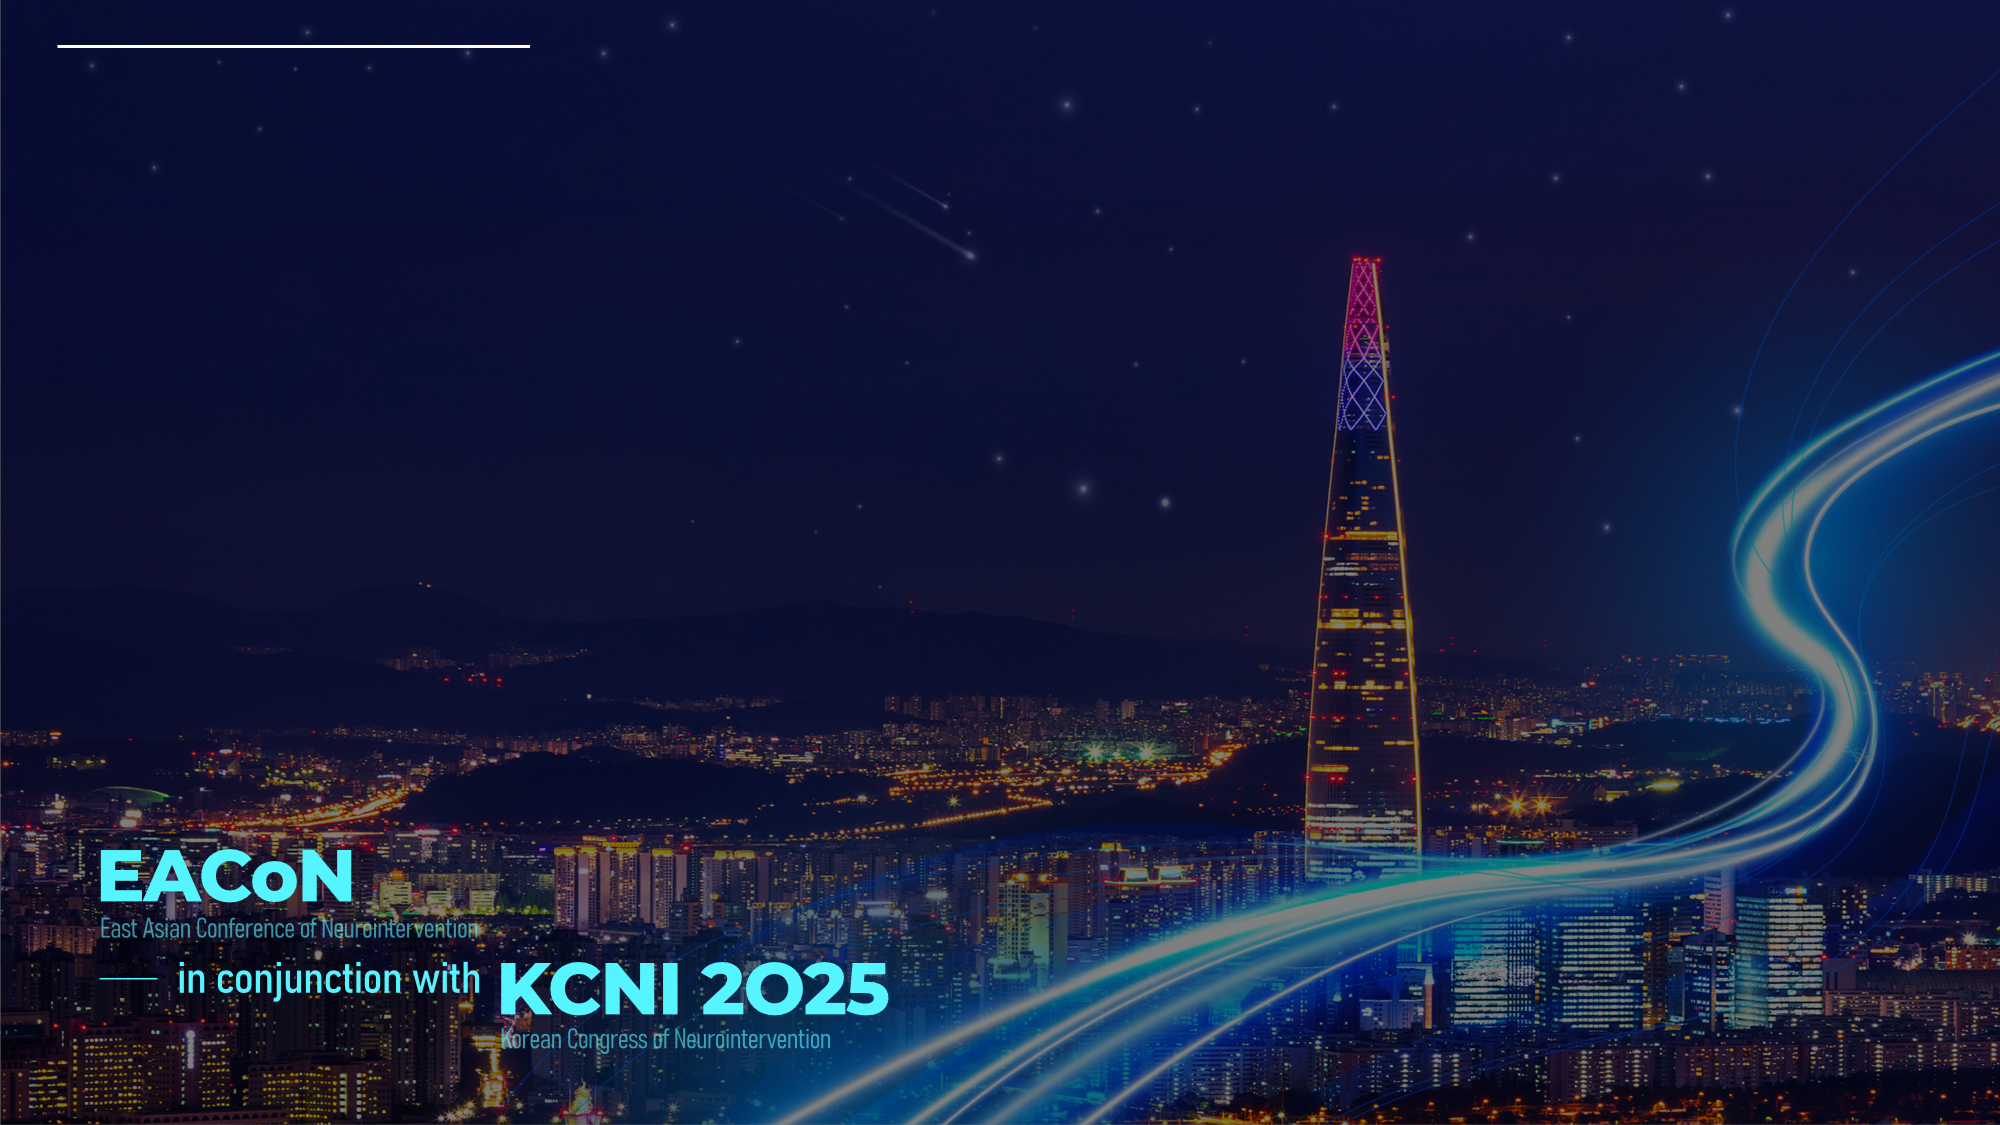 EACoN
East Asian Conference of Neurointervention
in conjunction with KCNI 2025
Korean Congress of Neurointervention